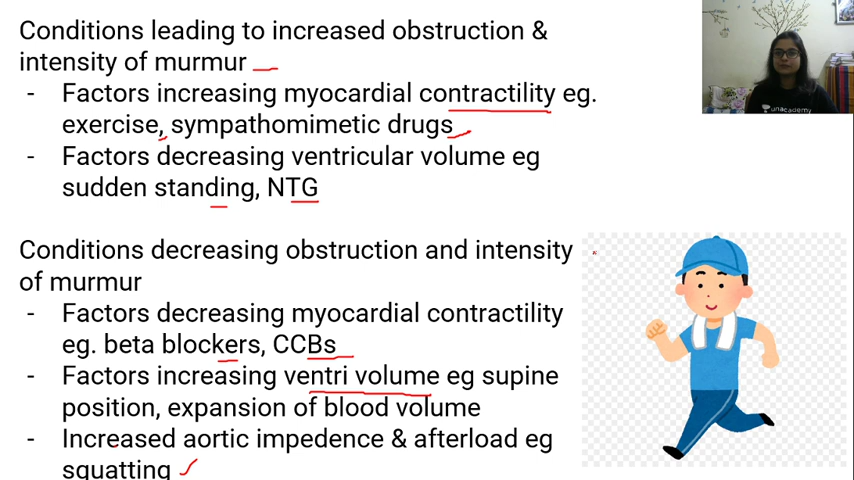 Conditions leading to increased obstruction &
intensity of murmur
- Factors increasing myocardial contractility eg.
exercise, sympathomimetic drugs
- Factors decreasing ventricular volume eg
sudden standing, NTG
Conditions decreasing obstruction and intensity
of murmur
- Factors decreasing myocardial contractility
eg. beta blockers, CCBs
- Factors increasing ventri volume eg supine
position, expansion of blood volume
- Increased aortic impedence & afterload eg
squatting
unacademy